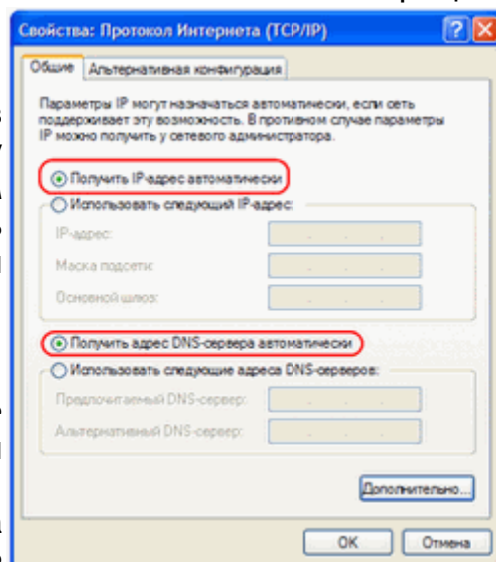 Свойства: Протокол Интернета (TCP/IP)
Общие
Альтернативная конфигурация
Параметры IP могут назначаться автоматически, если сеть
поддерживает эту возможность. В противном случае параметры
IP можно получить у сетевого администратора.
Получить IP-адрес автоматически
Использовать следующий IP-адрес:
IP-адрес:
Маска подсети:
Основной шлюз:
Получить адрес DNS-сервера автоматически
Использовать следующие адреса DNS-серверов:
Предпочитаемый DNS-сервер:
Альтернативный DNS-сервер:
Дополнительно...
OK
Отмена